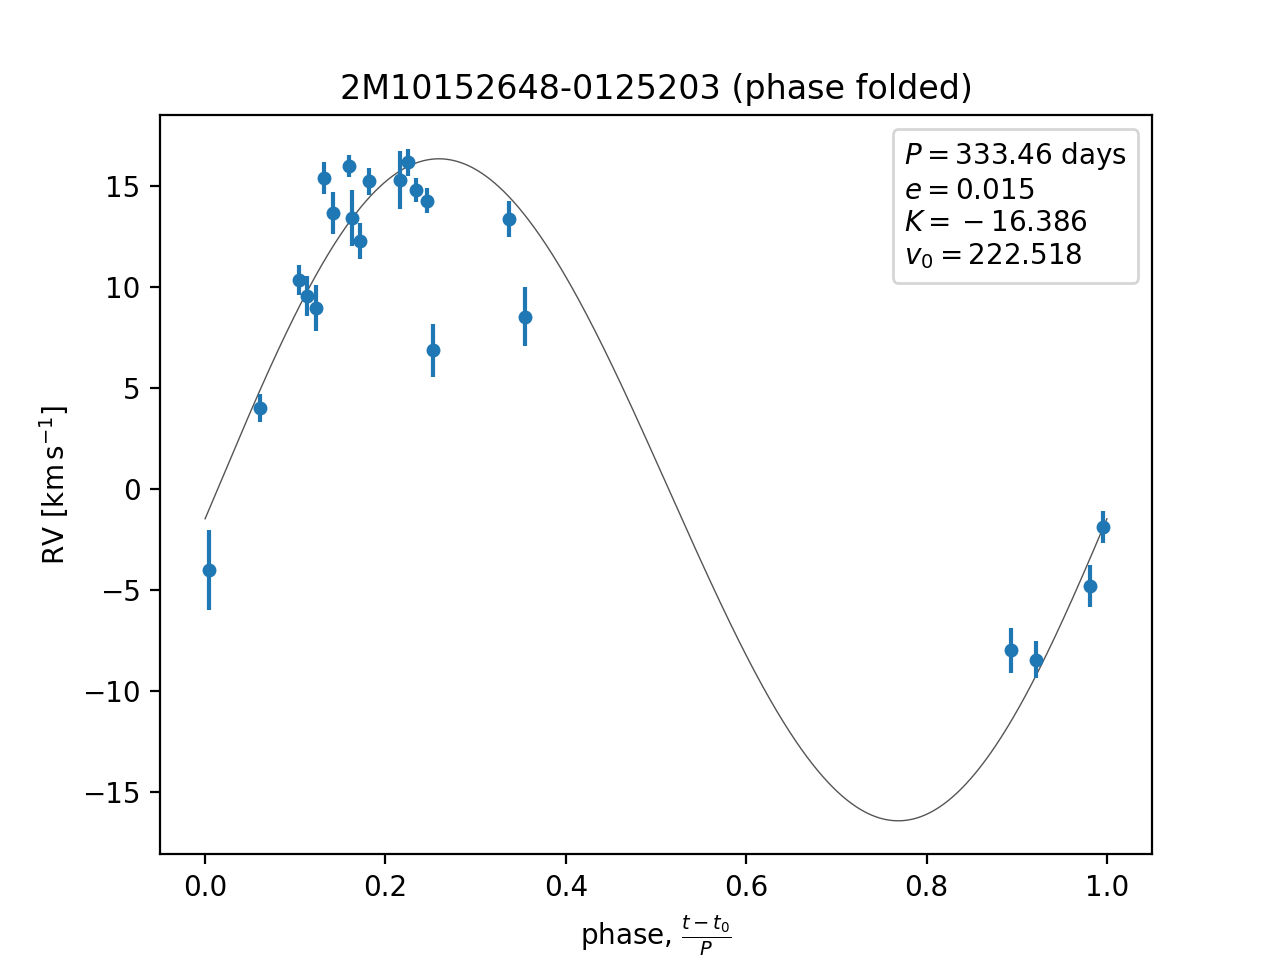 2M10152648-0125203 (phase folded)
P = 333.46 days
e = 0.015
K = −16.386
v₀ = 222.518
RV [km s⁻¹]
15
10
5
0
−5
−10
−15
0.0 0.2 0.4 0.6 0.8 1.0
phase, (t − t₀)/P